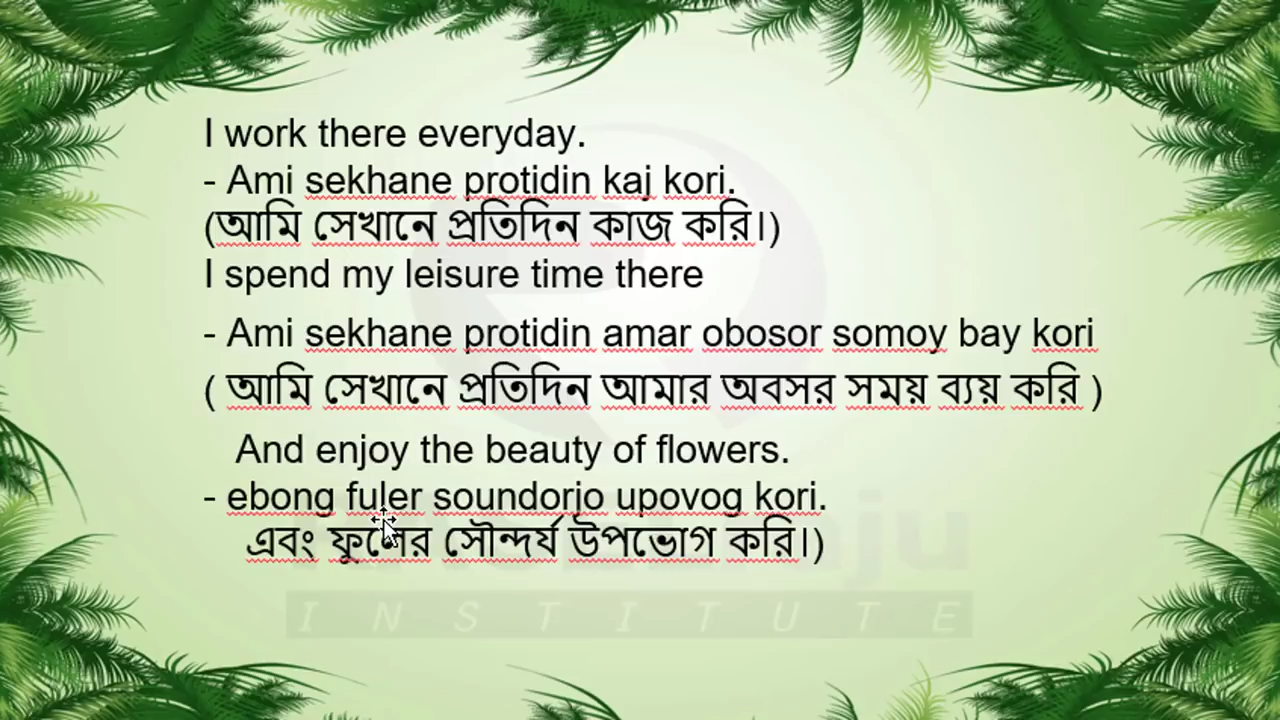 I work there everyday.
- Ami sekhane protidin kaj kori.
(আমি সেখানে প্রতিদিন কাজ করি।)
I spend my leisure time there
- Ami sekhane protidin amar obosor somoy bay kori
( আমি সেখানে প্রতিদিন আমার অবসর সময় ব্যয় করি )
And enjoy the beauty of flowers.
- ebong fuler soundorjo upovog kori.
এবং ফুলের সৌন্দর্য উপভোগ করি।)
INSTITUTE